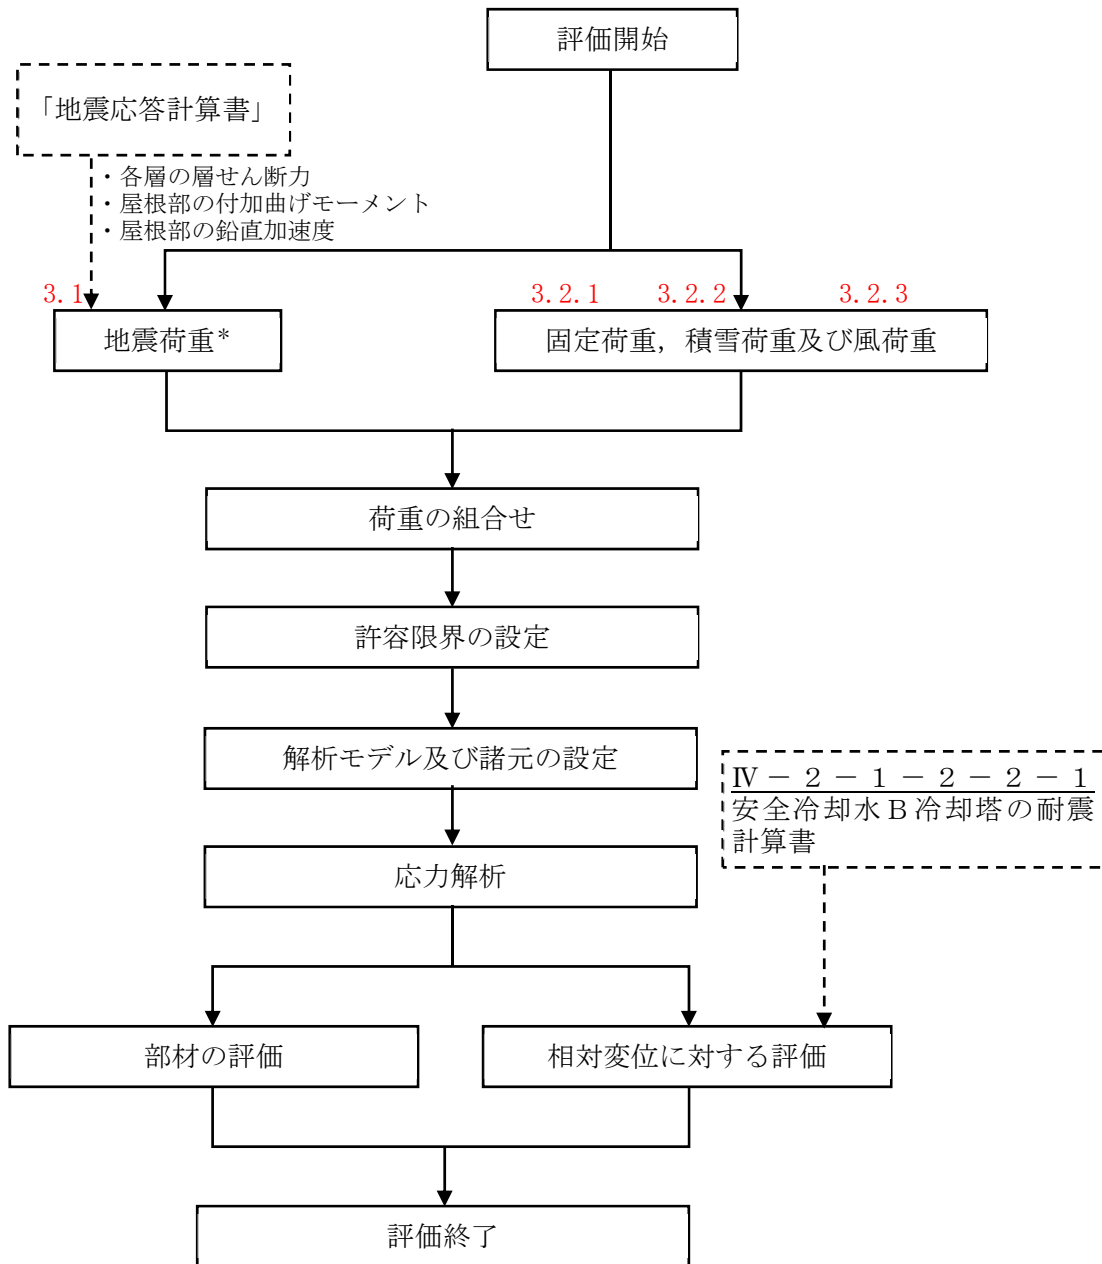 評価開始
「地震応答計算書」
・各層の層せん断力
・屋根部の付加曲げモーメント
・屋根部の鉛直加速度
3.1
3.2.1 3.2.2 3.2.3
地震荷重*
固定荷重，積雪荷重及び風荷重
荷重の組合せ
許容限界の設定
解析モデル及び諸元の設定
Ⅳ－２－１－２－２－１
安全冷却水Ｂ冷却塔の耐震
計算書
応力解析
部材の評価
相対変位に対する評価
評価終了